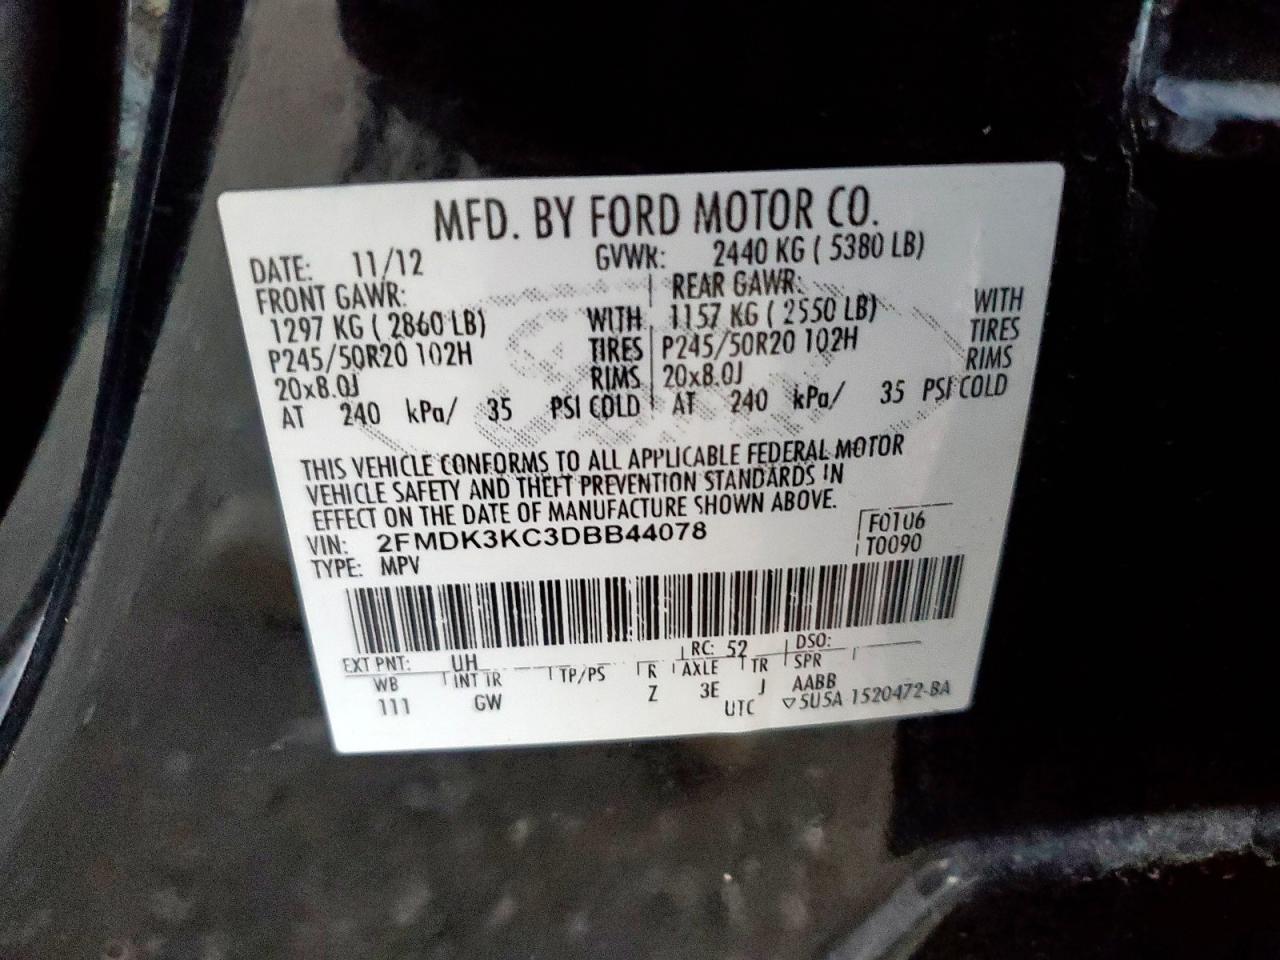 MFD. BY FORD MOTOR CO.
DATE: 11/12 GVWR: 2440 KG ( 5380 LB)
FRONT GAWR: REAR GAWR:
1297 KG ( 2860 LB) WITH 1157 KG ( 2550 LB) WITH
P245/50R20 102H TIRES P245/50R20 102H TIRES
20x8.0J RIMS 20x8.0J RIMS
AT 240 kPa/ 35 PSI COLD AT 240 kPa/ 35 PSI COLD
THIS VEHICLE CONFORMS TO ALL APPLICABLE FEDERAL MOTOR
VEHICLE SAFETY AND THEFT PREVENTION STANDARDS IN
EFFECT ON THE DATE OF MANUFACTURE SHOWN ABOVE.
VIN: 2FMDK3KC3DBB44078 F0106
TYPE: MPV T0090
EXT PNT: UH RC: 52 DSO:
WB INT TR TP/PS R AXLE TR SPR
111 GW Z 3E J AABB
UTC ▽5U5A-1520472-BA